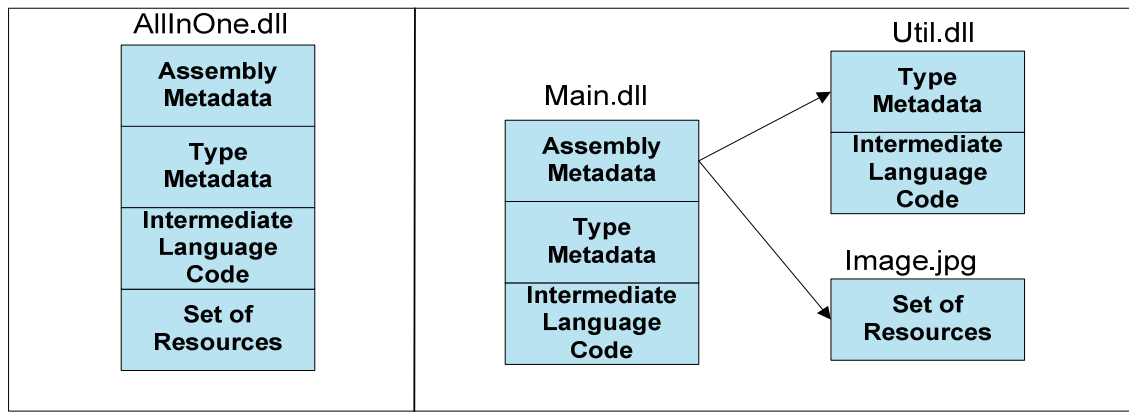 AllInOne.dll
Assembly
Metadata
Type
Metadata
Intermediate
Language
Code
Set of
Resources
Main.dll
Assembly
Metadata
Type
Metadata
Intermediate
Language
Code
Util.dll
Type
Metadata
Intermediate
Language
Code
Image.jpg
Set of
Resources